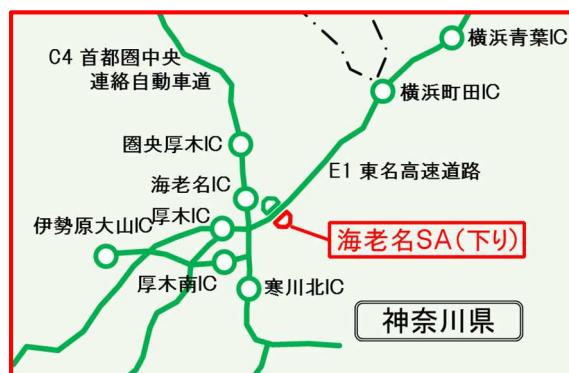 横浜青葉IC
C4 首都圏中央
連絡自動車道
横浜町田IC
圏央厚木IC
E1 東名高速道路
海老名IC
厚木IC
伊勢原大山IC
海老名SA(下り)
厚木南IC
寒川北IC
神奈川県